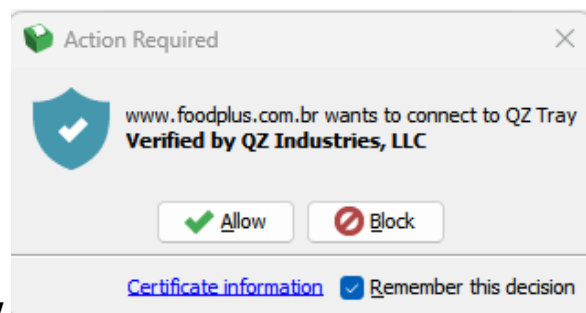 Action Required
www.foodplus.com.br wants to connect to QZ Tray
Verified by QZ Industries, LLC
Allow
Block
Certificate information
Remember this decision